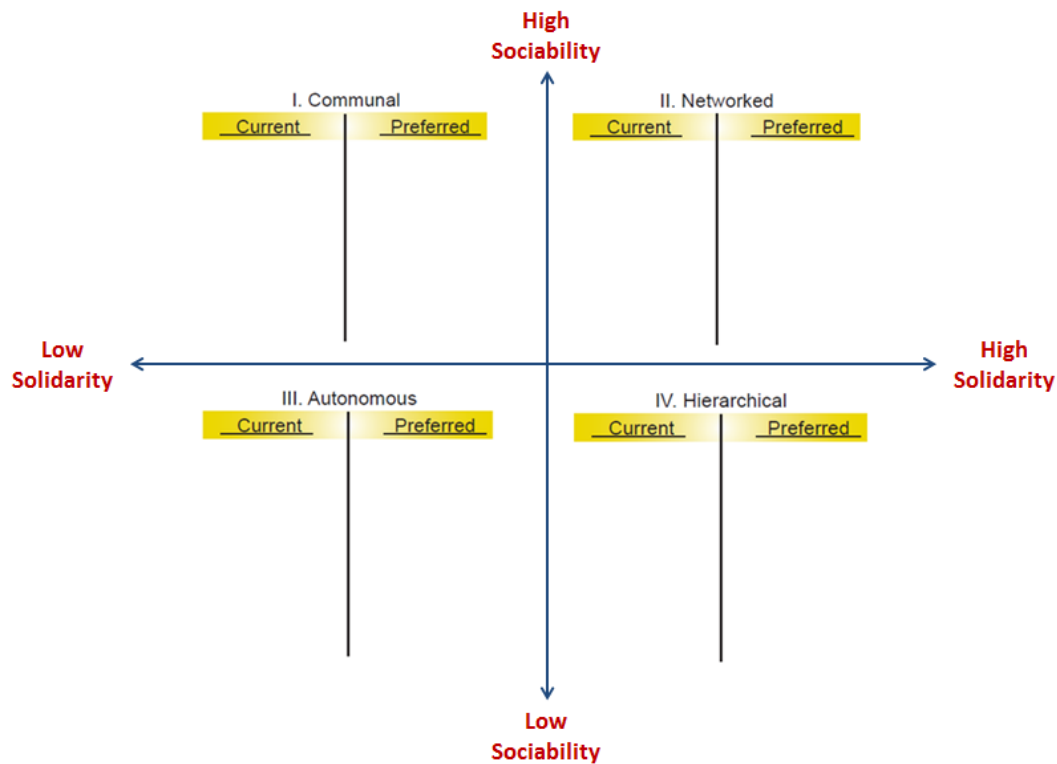 High
Sociability
I. Communal
Current Preferred
II. Networked
Current Preferred
Low
Solidarity
High
Solidarity
III. Autonomous
Current Preferred
IV. Hierarchical
Current Preferred
Low
Sociability